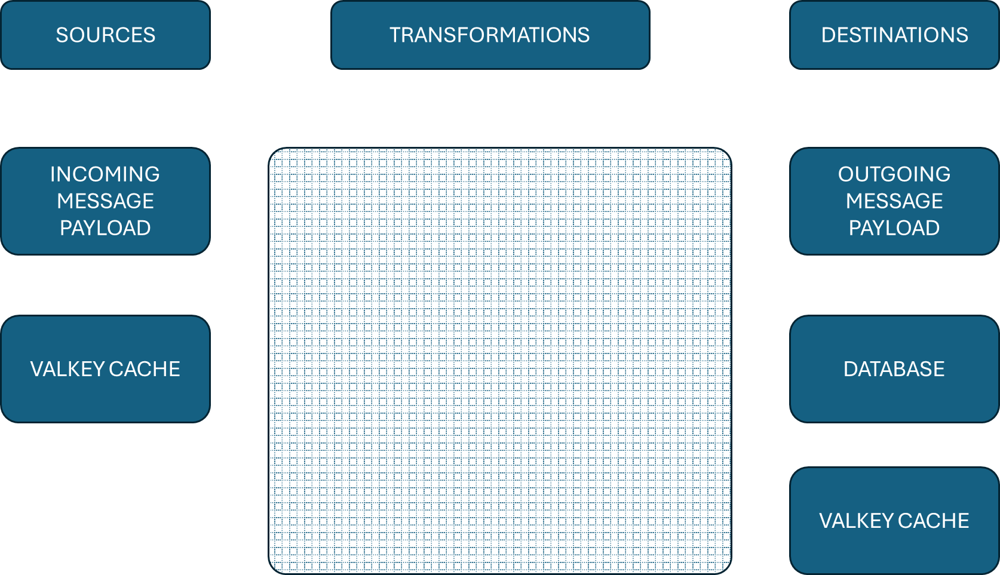 SOURCES
TRANSFORMATIONS
DESTINATIONS
INCOMING
MESSAGE
PAYLOAD
OUTGOING
MESSAGE
PAYLOAD
VALKEY CACHE
DATABASE
VALKEY CACHE